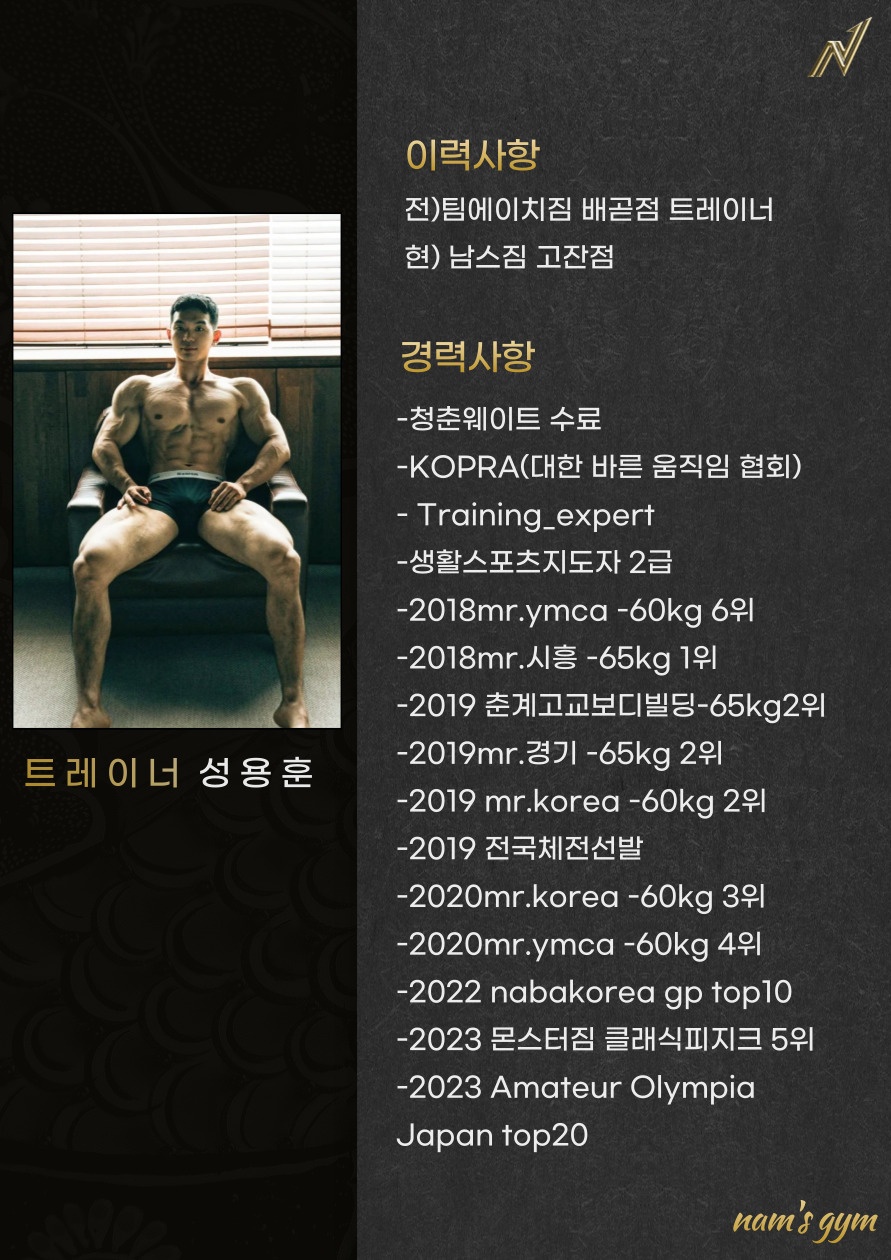 이력사항
전)팀에이치짐 배곧점 트레이너
현) 남스짐 고잔점
경력사항
-청춘웨이트 수료
-KOPRA(대한 바른 움직임 협회)
- Training_expert
-생활스포츠지도자 2급
-2018mr.ymca -60kg 6위
-2018mr.시흥 -65kg 1위
-2019 춘계고교보디빌딩-65kg2위
-2019mr.경기 -65kg 2위
-2019 mr.korea -60kg 2위
-2019 전국체전선발
-2020mr.korea -60kg 3위
-2020mr.ymca -60kg 4위
-2022 nabakorea gp top10
-2023 몬스터짐 클래식피지크 5위
-2023 Amateur Olympia
Japan top20
트레이너 성용훈
nam's gym